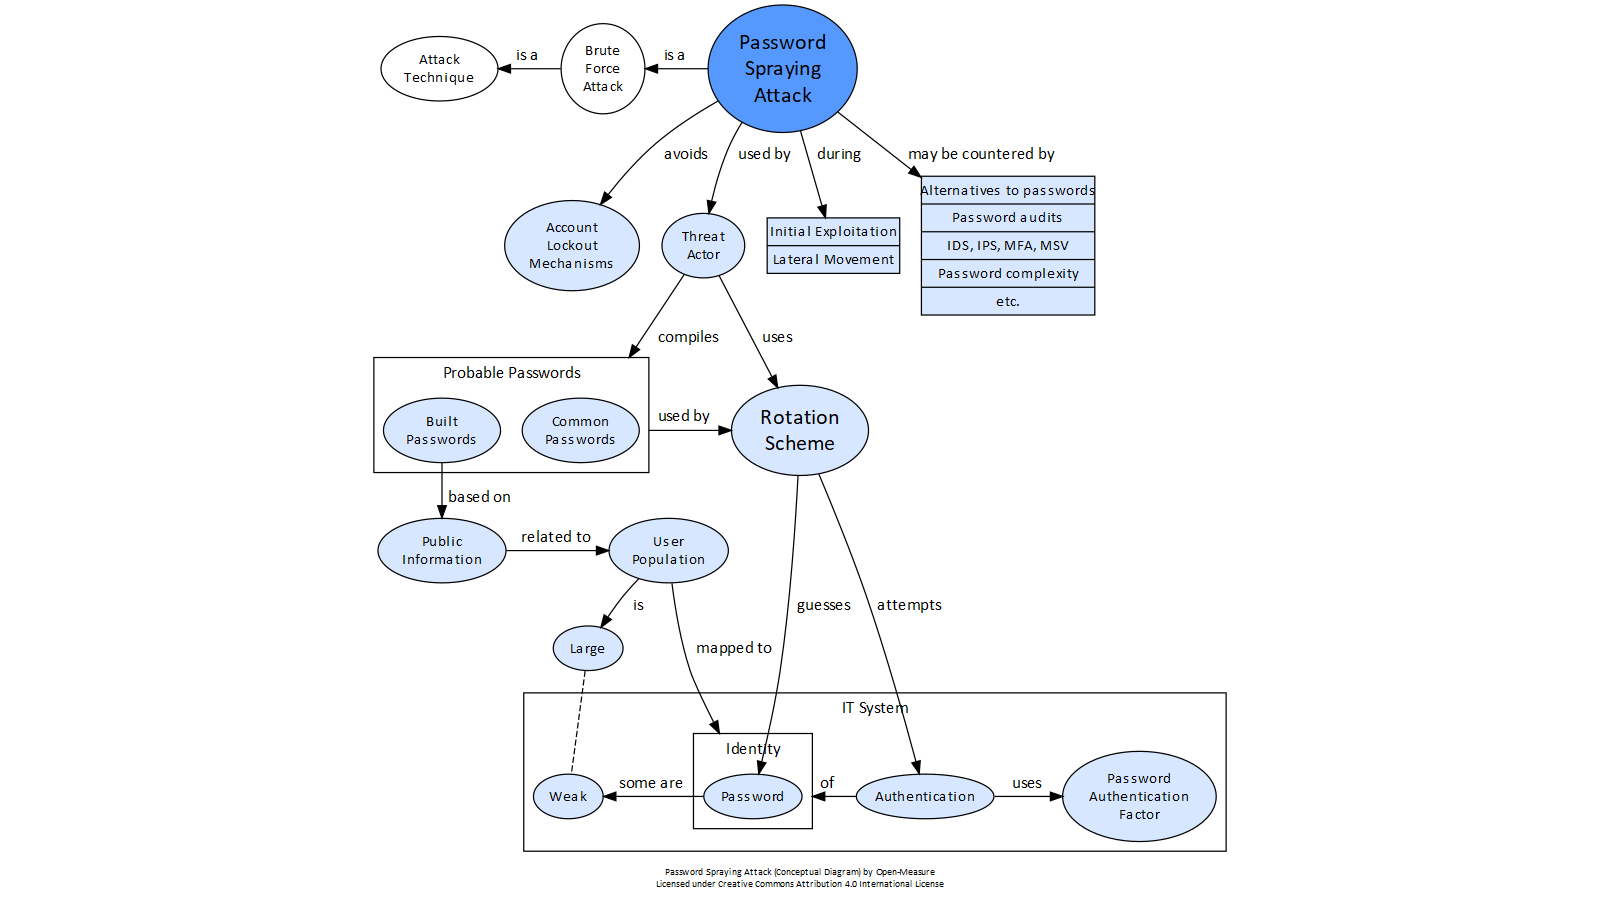 Password
Spraying
Attack
is a
Brute
Force
Attack
is a
Attack
Technique
avoids
used by
during
may be countered by
Account
Lockout
Mechanisms
Threat
Actor
Initial Exploitation
Lateral Movement
Alternatives to passwords
Password audits
IDS, IPS, MFA, MSV
Password complexity
etc.
compiles
uses
Probable Passwords
Built
Passwords
Common
Passwords
used by
Rotation
Scheme
based on
Public
Information
related to
User
Population
is
Large
mapped to
guesses
attempts
IT System
Identity
Weak
some are
Password
of
Authentication
uses
Password
Authentication
Factor
Password Spraying Attack (Conceptual Diagram) by Open-Measure
Licensed under Creative Commons Attribution 4.0 International License